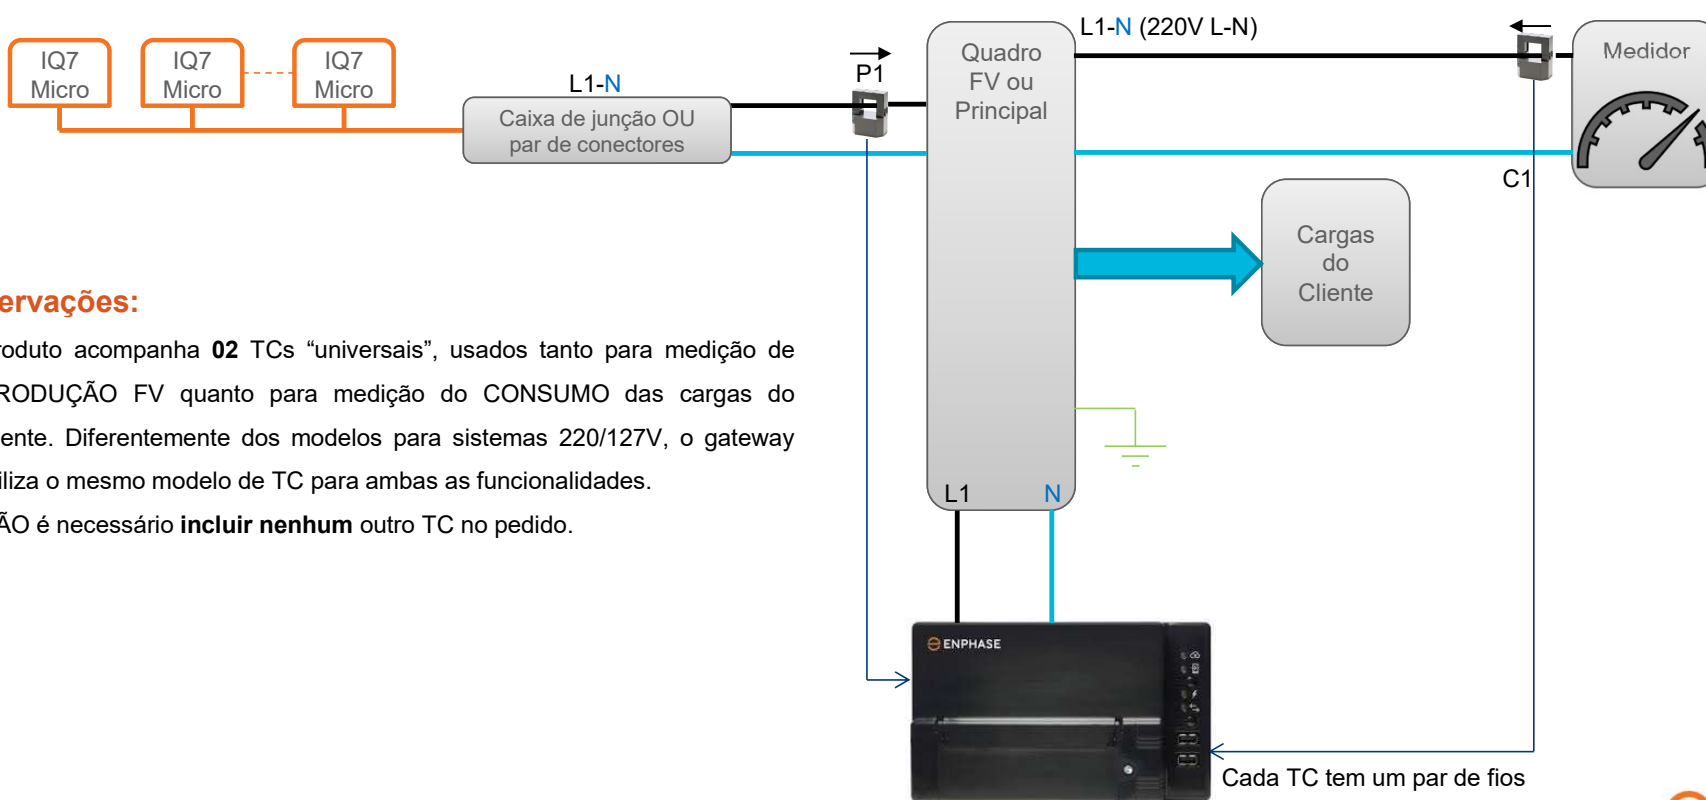 IQ7
Micro
IQ7
Micro
IQ7
Micro
L1-N
Caixa de junção OU
par de conectores
P1
Quadro
FV ou
Principal
L1-N (220V L-N)
Medidor
C1
Cargas
do
Cliente
ervações:
roduto acompanha 02 TCs “universais”, usados tanto para medição de
RODUÇÃO FV quanto para medição do CONSUMO das cargas do
ente. Diferentemente dos modelos para sistemas 220/127V, o gateway
iliza o mesmo modelo de TC para ambas as funcionalidades.
ÃO é necessário incluir nenhum outro TC no pedido.
L1
N
ENPHASE
Cada TC tem um par de fios